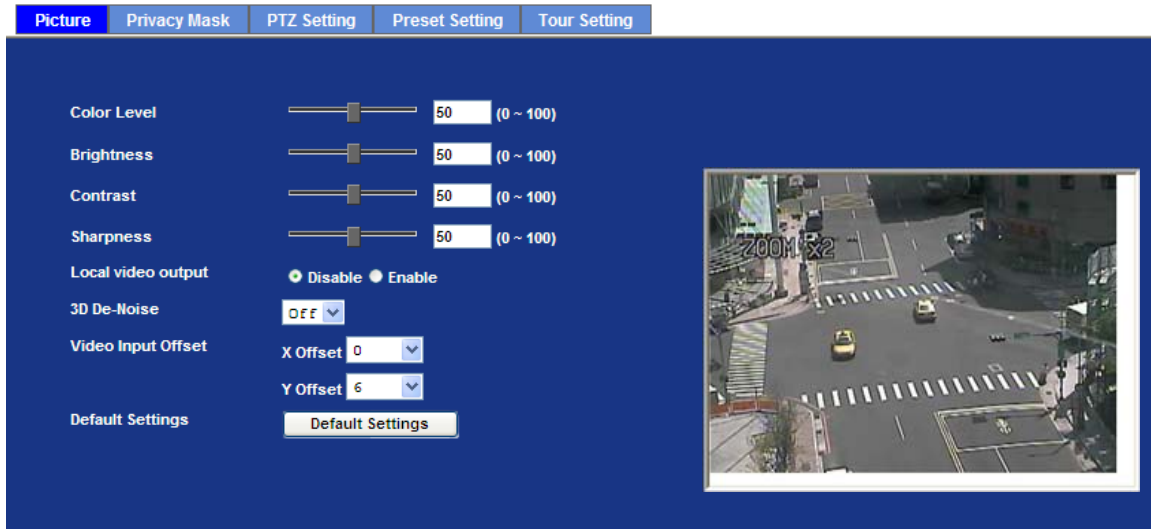 Picture Privacy Mask PTZ Setting Preset Setting Tour Setting
Color Level 50 (0 ~ 100)
Brightness 50 (0 ~ 100)
Contrast 50 (0 ~ 100)
Sharpness 50 (0 ~ 100)
Local video output Disable Enable
3D De-Noise Off
Video Input Offset X Offset 0
Y Offset 6
Default Settings Default Settings
ZOOM x2